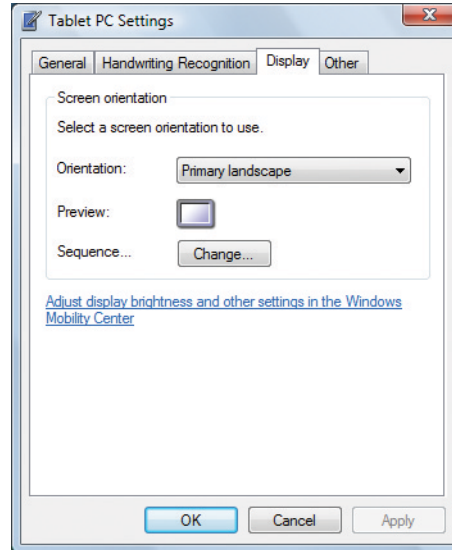 Tablet PC Settings
General Handwriting Recognition Display Other
Screen orientation
Select a screen orientation to use.
Orientation: Primary landscape
Preview:
Sequence... Change...
Adjust display brightness and other settings in the Windows
Mobility Center
OK Cancel Apply